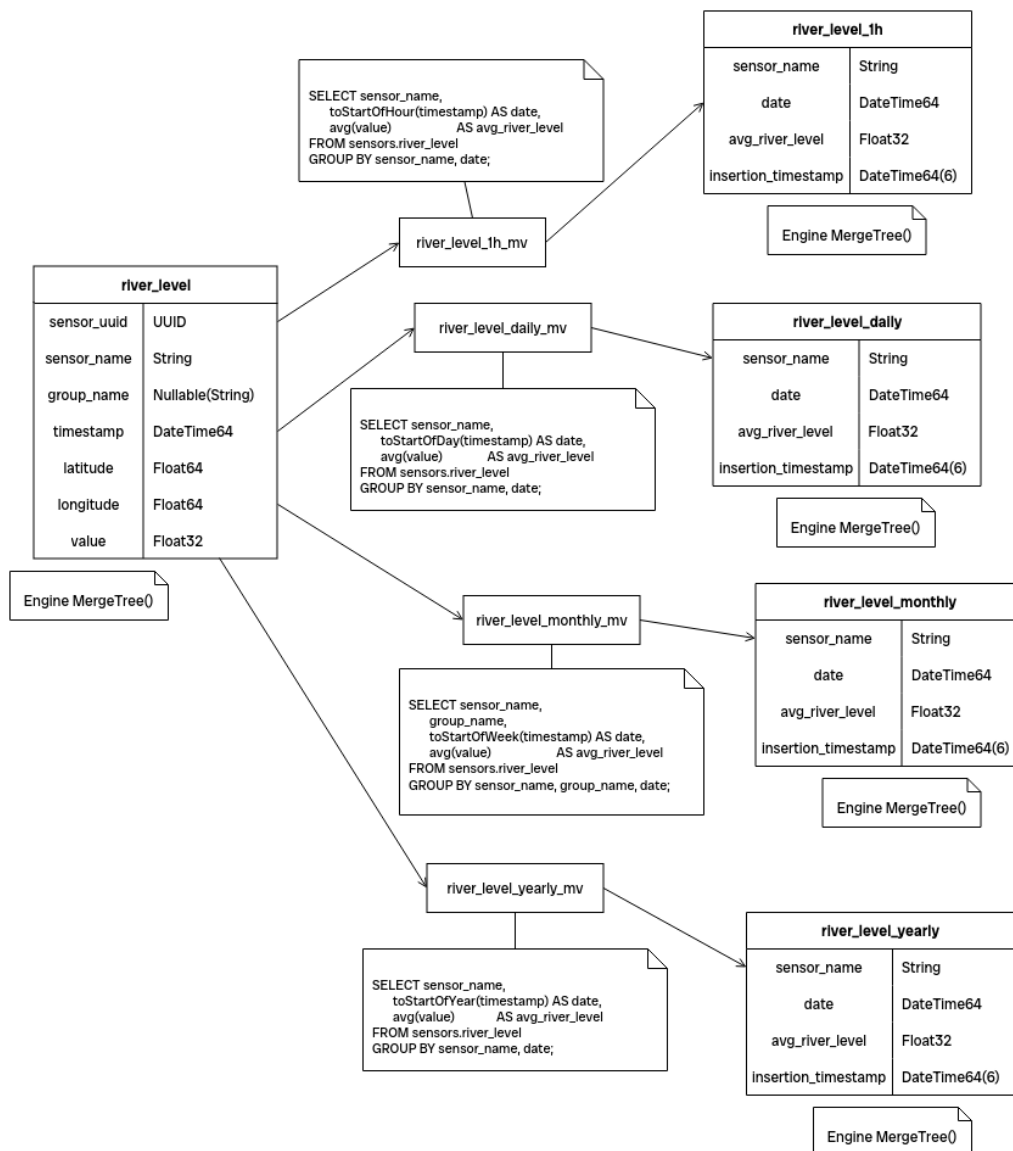 river_level_1h
sensor_name String
date DateTime64
avg_river_level Float32
insertion_timestamp DateTime64(6)
Engine MergeTree()
SELECT sensor_name,
toStartOfHour(timestamp) AS date,
avg(value) AS avg_river_level
FROM sensors.river_level
GROUP BY sensor_name, date;
river_level_1h_mv
river_level
sensor_uuid UUID
sensor_name String
group_name Nullable(String)
timestamp DateTime64
latitude Float64
longitude Float64
value Float32
Engine MergeTree()
river_level_daily_mv
SELECT sensor_name,
toStartOfDay(timestamp) AS date,
avg(value) AS avg_river_level
FROM sensors.river_level
GROUP BY sensor_name, date;
river_level_daily
sensor_name String
date DateTime64
avg_river_level Float32
insertion_timestamp DateTime64(6)
Engine MergeTree()
river_level_monthly_mv
SELECT sensor_name,
group_name,
toStartOfWeek(timestamp) AS date,
avg(value) AS avg_river_level
FROM sensors.river_level
GROUP BY sensor_name, group_name, date;
river_level_monthly
sensor_name String
date DateTime64
avg_river_level Float32
insertion_timestamp DateTime64(6)
Engine MergeTree()
river_level_yearly_mv
SELECT sensor_name,
toStartOfYear(timestamp) AS date,
avg(value) AS avg_river_level
FROM sensors.river_level
GROUP BY sensor_name, date;
river_level_yearly
sensor_name String
date DateTime64
avg_river_level Float32
insertion_timestamp DateTime64(6)
Engine MergeTree()